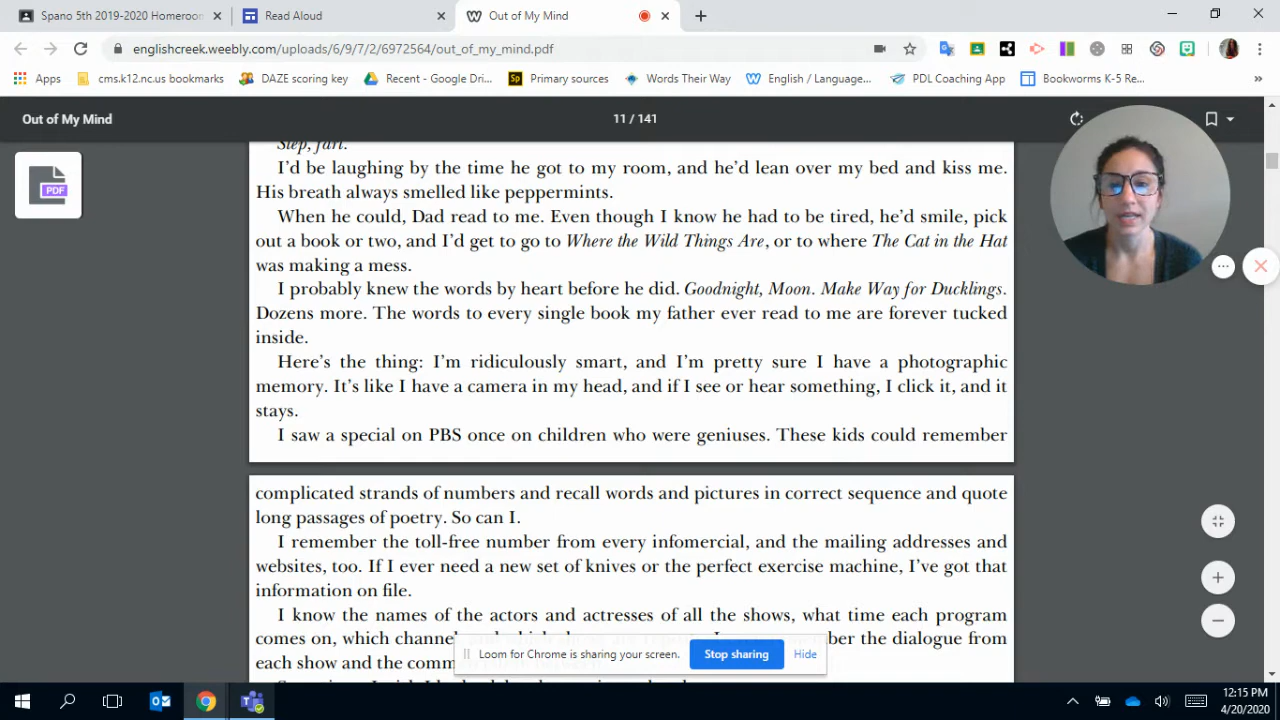 Spano 5th 2019-2020 Homeroom
Read Aloud
Out of My Mind
englishcreek.weebly.com/uploads/6/9/7/2/6972564/out_of_my_mind.pdf
Apps
cms.k12.nc.us bookmarks
DAZE scoring key
Recent - Google Dri...
Sp Primary sources
Words Their Way
English / Language...
PDL Coaching App
Bookworms K-5 Re...
Out of My Mind
11 / 141
PDF
Step, fart.
I'd be laughing by the time he got to my room, and he'd lean over my bed and kiss me.
His breath always smelled like peppermints.
When he could, Dad read to me. Even though I know he had to be tired, he'd smile, pick
out a book or two, and I'd get to go to Where the Wild Things Are, or to where The Cat in the Hat
was making a mess.
I probably knew the words by heart before he did. Goodnight, Moon. Make Way for Ducklings.
Dozens more. The words to every single book my father ever read to me are forever tucked
inside.
Here's the thing: I'm ridiculously smart, and I'm pretty sure I have a photographic
memory. It's like I have a camera in my head, and if I see or hear something, I click it, and it
stays.
I saw a special on PBS once on children who were geniuses. These kids could remember
complicated strands of numbers and recall words and pictures in correct sequence and quote
long passages of poetry. So can I.
I remember the toll-free number from every infomercial, and the mailing addresses and
websites, too. If I ever need a new set of knives or the perfect exercise machine, I've got that
information on file.
I know the names of the actors and actresses of all the shows, what time each program
comes on, which channel ber the dialogue from
each show and the comm
Loom for Chrome is sharing your screen.
Stop sharing
Hide
12:15 PM
4/20/2020